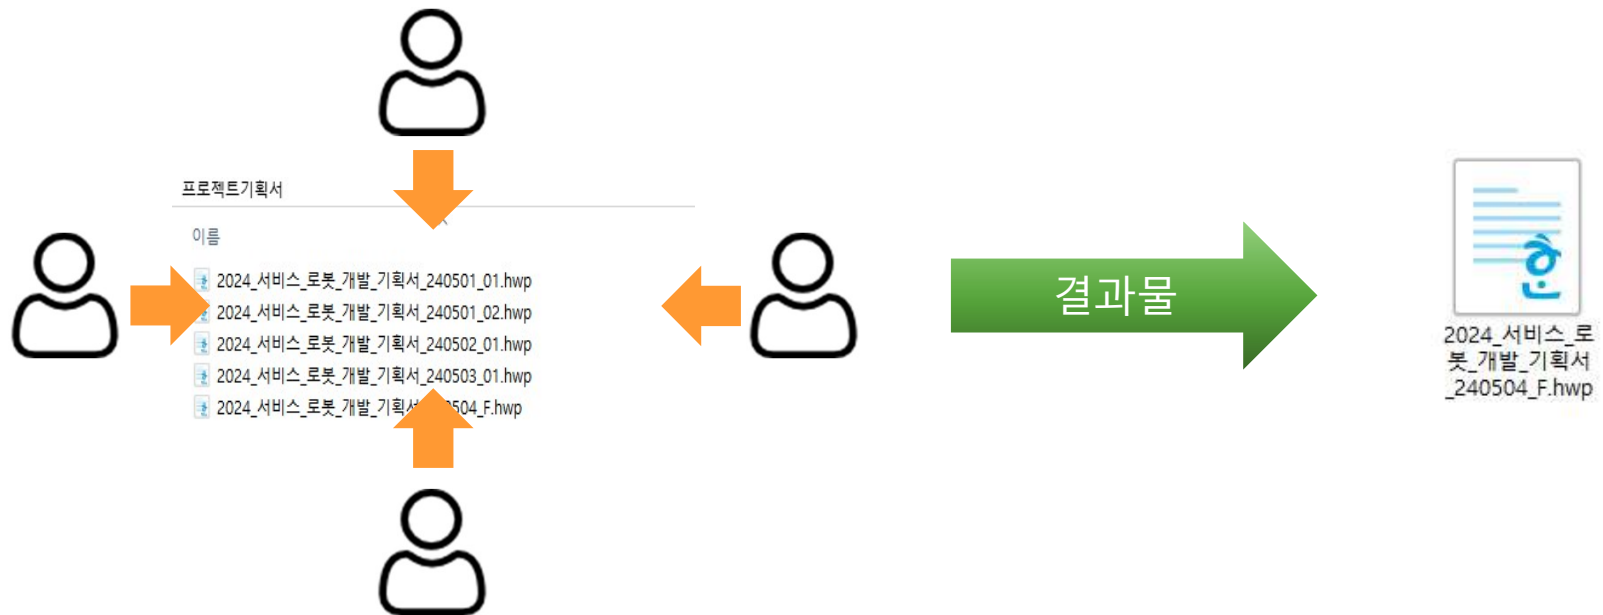 프로젝트기획서
이름
2024_서비스_로봇_개발_기획서_240501_01.hwp
2024_서비스_로봇_개발_기획서_240501_02.hwp
2024_서비스_로봇_개발_기획서_240502_01.hwp
2024_서비스_로봇_개발_기획서_240503_01.hwp
2024_서비스_로봇_개발_기획서_504_F.hwp
결과물
한
2024_서비스_로
봇_개발_기획서
_240504_F.hwp